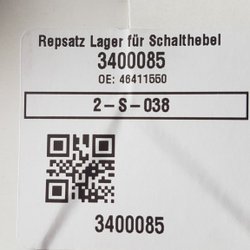 Repsatz Lager für Schalthebel
3400085
OE: 46411550
2-S-038
3400085